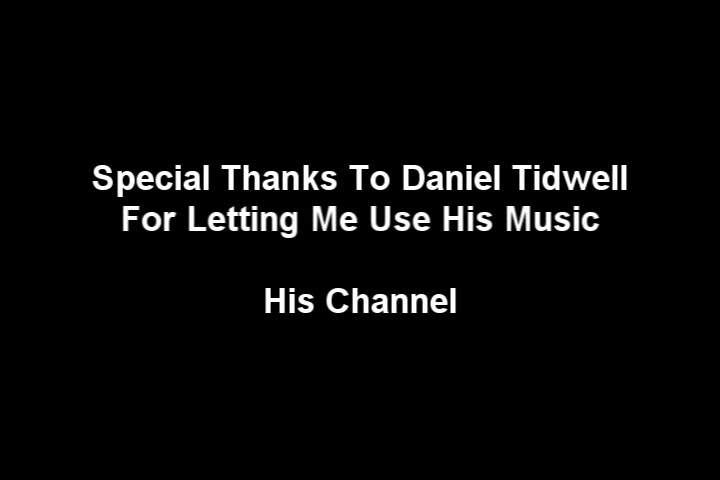 Special Thanks To Daniel Tidwell
For Letting Me Use His Music
His Channel